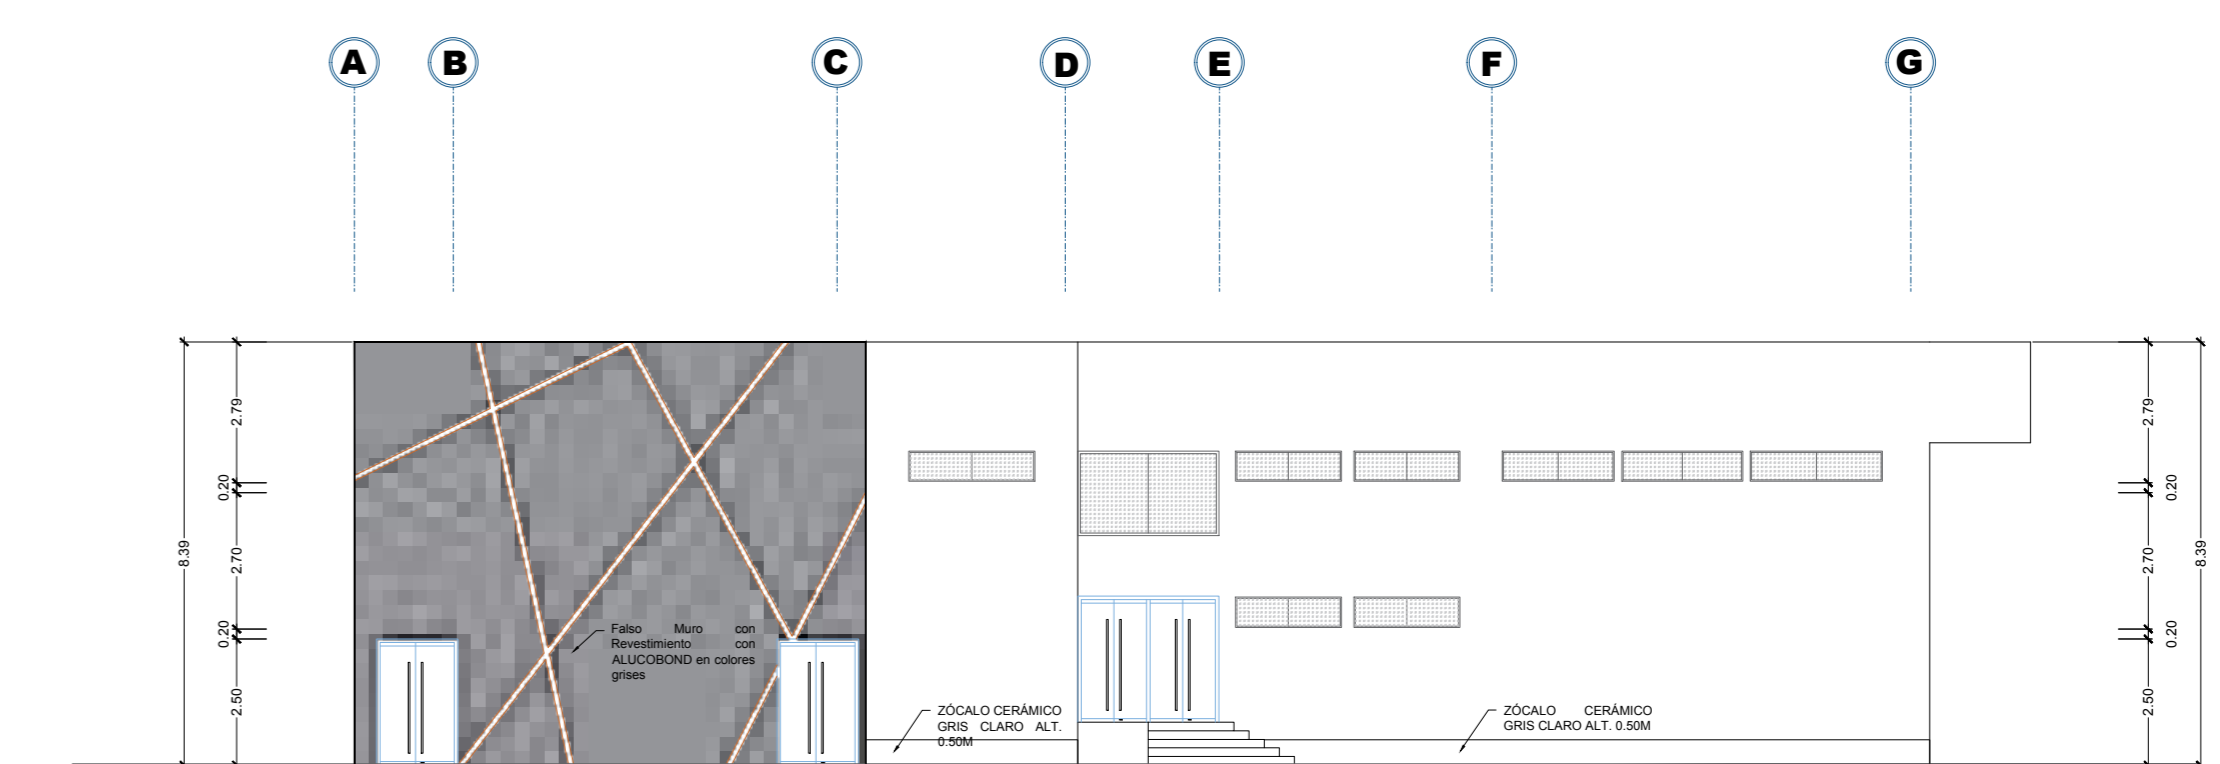 A B C D E F G
2.79
0.20
8.39
2.70
0.20
2.50
Falso Muro con
Revestimiento con
ALUCOBOND en colores
grises
ZÓCALO CERÁMICO
GRIS CLARO ALT.
0.50M
ZÓCALO CERÁMICO
GRIS CLARO ALT. 0.50M
2.79
0.20
2.70
8.39
0.20
2.50